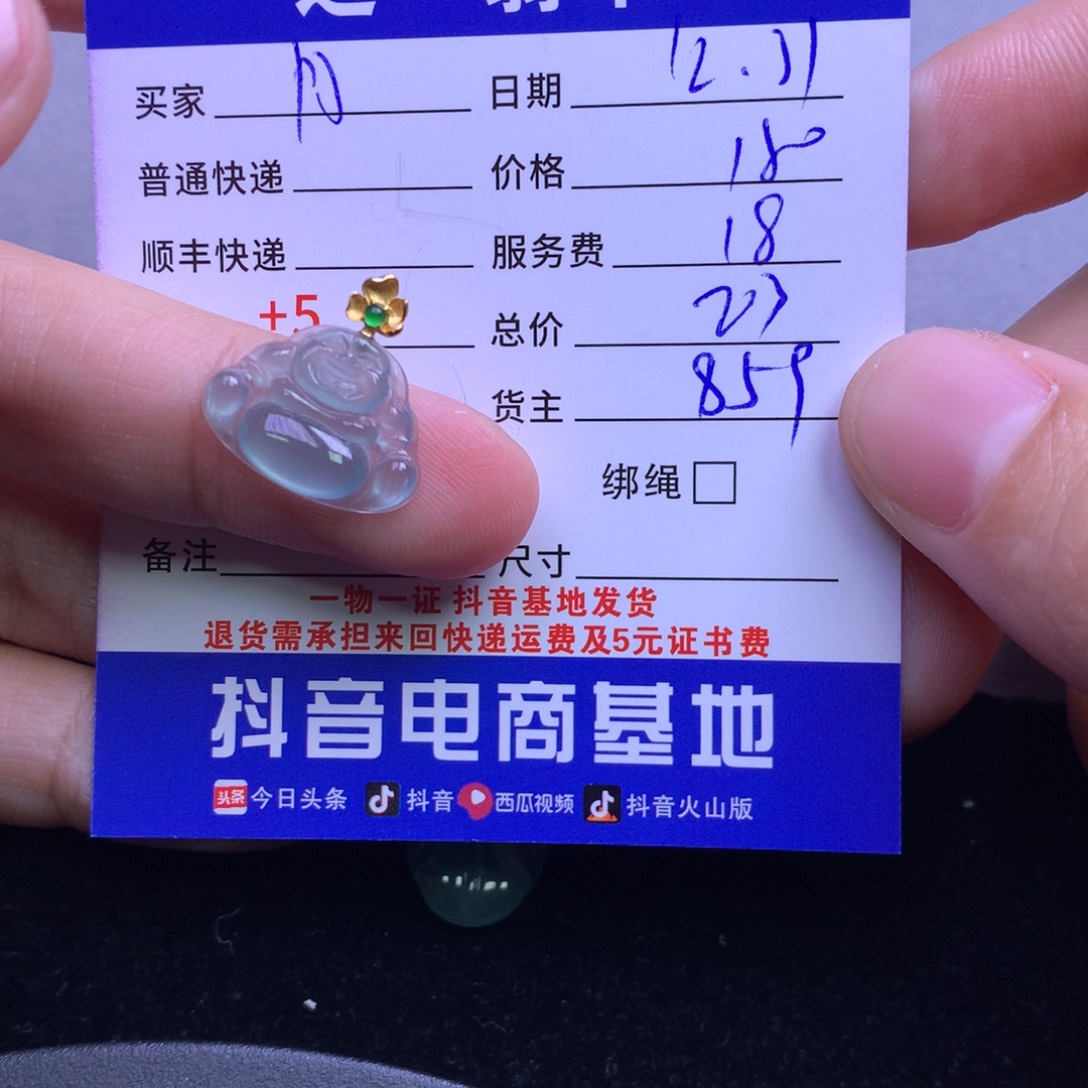 买家 月 日期 12.31
普通快递 价格 180
顺丰快递 服务费 18
+5 总价 203
货主 859
绑绳
备注 尺寸
一物一证 抖音基地发货
退货需承担来回快递运费及5元证书费
抖音电商基地
头条 今日头条 抖音 西瓜视频 抖音火山版